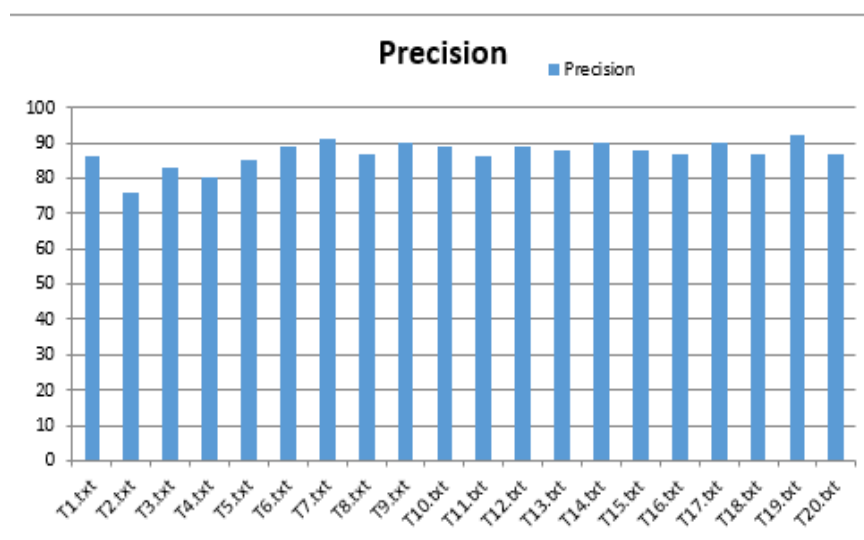 Precision
Precision
100
90
80
70
60
50
40
30
20
10
0
T1.txt
T2.txt
T3.txt
T4.txt
T5.txt
T6.txt
T7.txt
T8.txt
T9.txt
T10.txt
T11.txt
T12.txt
T13.txt
T14.txt
T15.txt
T16.txt
T17.txt
T18.txt
T19.txt
T20.txt